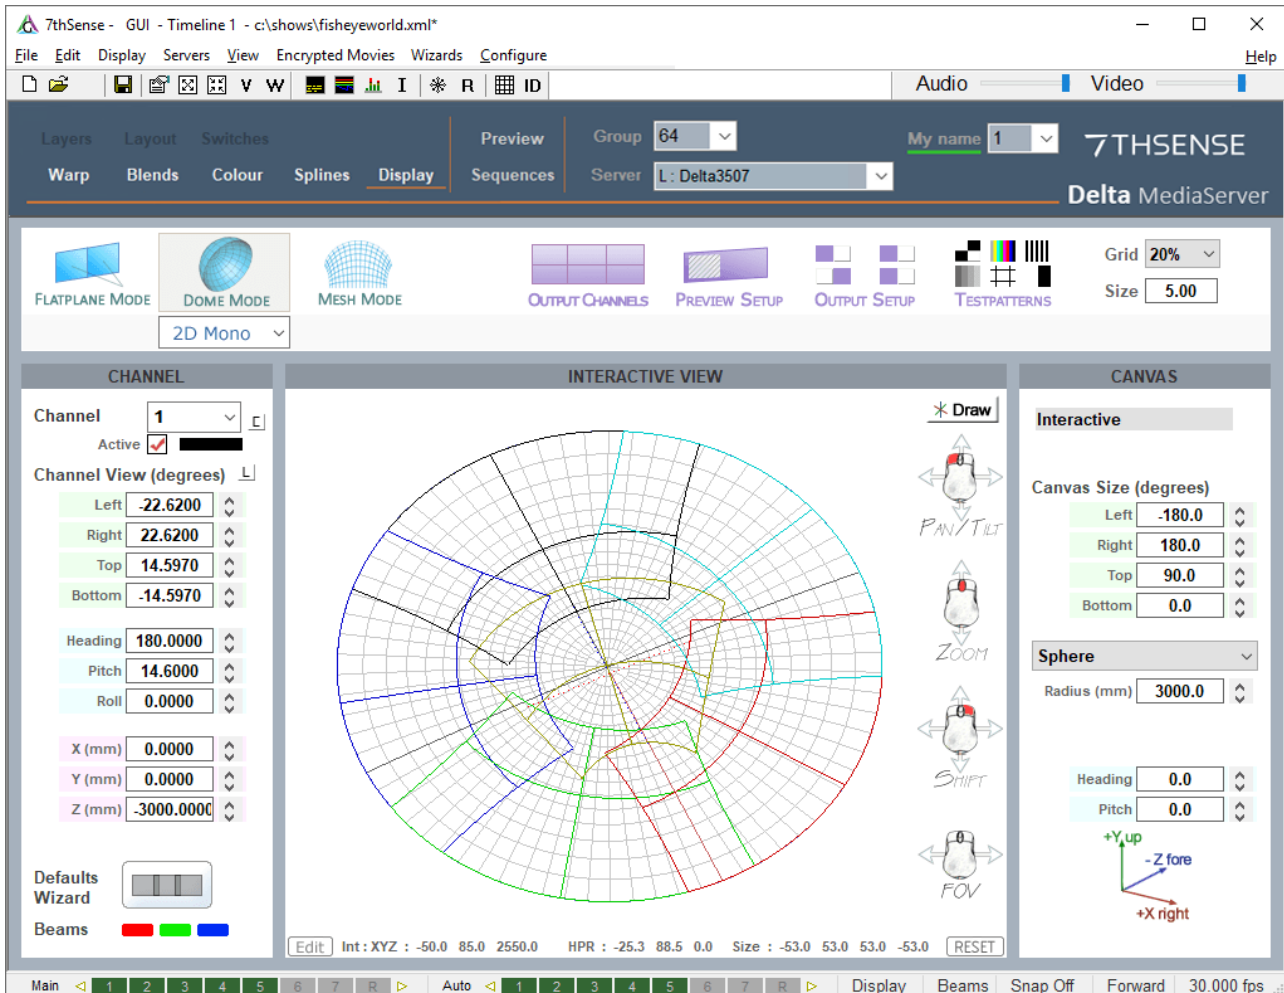 7thSense - GUI - Timeline 1 - c:\shows\fisheyeworld.xml*
File Edit Display Servers View Encrypted Movies Wizards Configure Help
V W I R ID Audio Video
Layers Layout Switches Preview Group 64 My name 1 7THSENSE
Warp Blends Colour Splines Display Sequences Server L : Delta3507
Delta MediaServer
Grid 20%
FLATPLANE MODE DOME MODE MESH MODE OUTPUT CHANNELS PREVIEW SETUP OUTPUT SETUP TESTPATTERNS Size 5.00
2D Mono
CHANNEL
Channel 1
Active
Channel View (degrees) L
Left -22.6200
Right 22.6200
Top 14.5970
Bottom -14.5970
Heading 180.0000
Pitch 14.6000
Roll 0.0000
X (mm) 0.0000
Y (mm) 0.0000
Z (mm) -3000.0000
Defaults
Wizard
Beams
INTERACTIVE VIEW
Draw
PAN/TILT
ZOOM
SHIFT
FOV
Edit Int : XYZ : -50.0 85.0 2550.0 HPR : -25.3 88.5 0.0 Size : -53.0 53.0 53.0 -53.0 RESET
CANVAS
Interactive
Canvas Size (degrees)
Left -180.0
Right 180.0
Top 90.0
Bottom 0.0
Sphere
Radius (mm) 3000.0
Heading 0.0
Pitch 0.0
+Y up
- Z fore
+X right
Main 1 2 3 4 5 6 7 R Auto 1 2 3 4 5 6 7 R Display Beams Snap Off Forward 30.000 fps